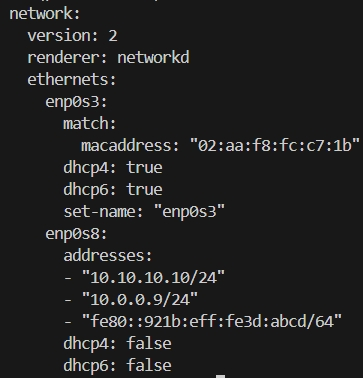 network:
  version: 2
  renderer: networkd
  ethernets:
    enp0s3:
      match:
        macaddress: "02:aa:f8:fc:c7:1b"
      dhcp4: true
      dhcp6: true
      set-name: "enp0s3"
    enp0s8:
      addresses:
      - "10.10.10.10/24"
      - "10.0.0.9/24"
      - "fe80::921b:eff:fe3d:abcd/64"
      dhcp4: false
      dhcp6: false